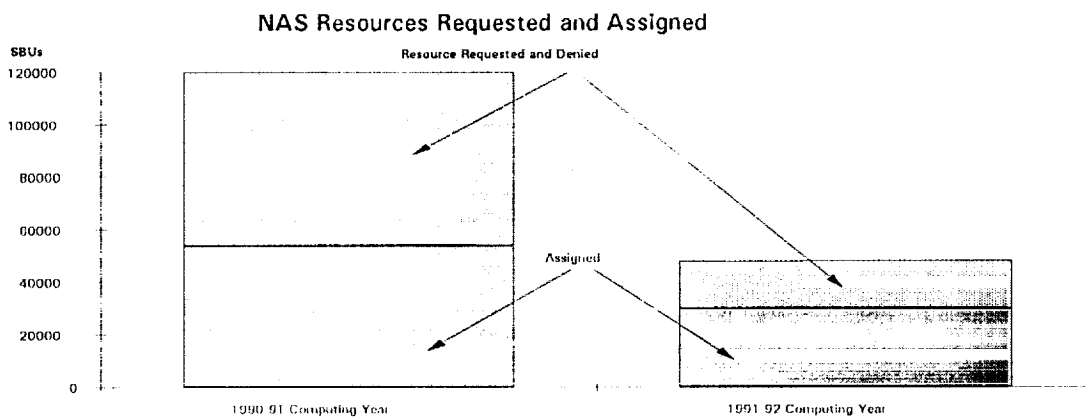 NAS Resources Requested and Assigned
SBUs
Resource Requested and Denied
120000
100000
80000
60000
40000
Assigned
20000
0
1990-91 Computing Year
1991-92 Computing Year